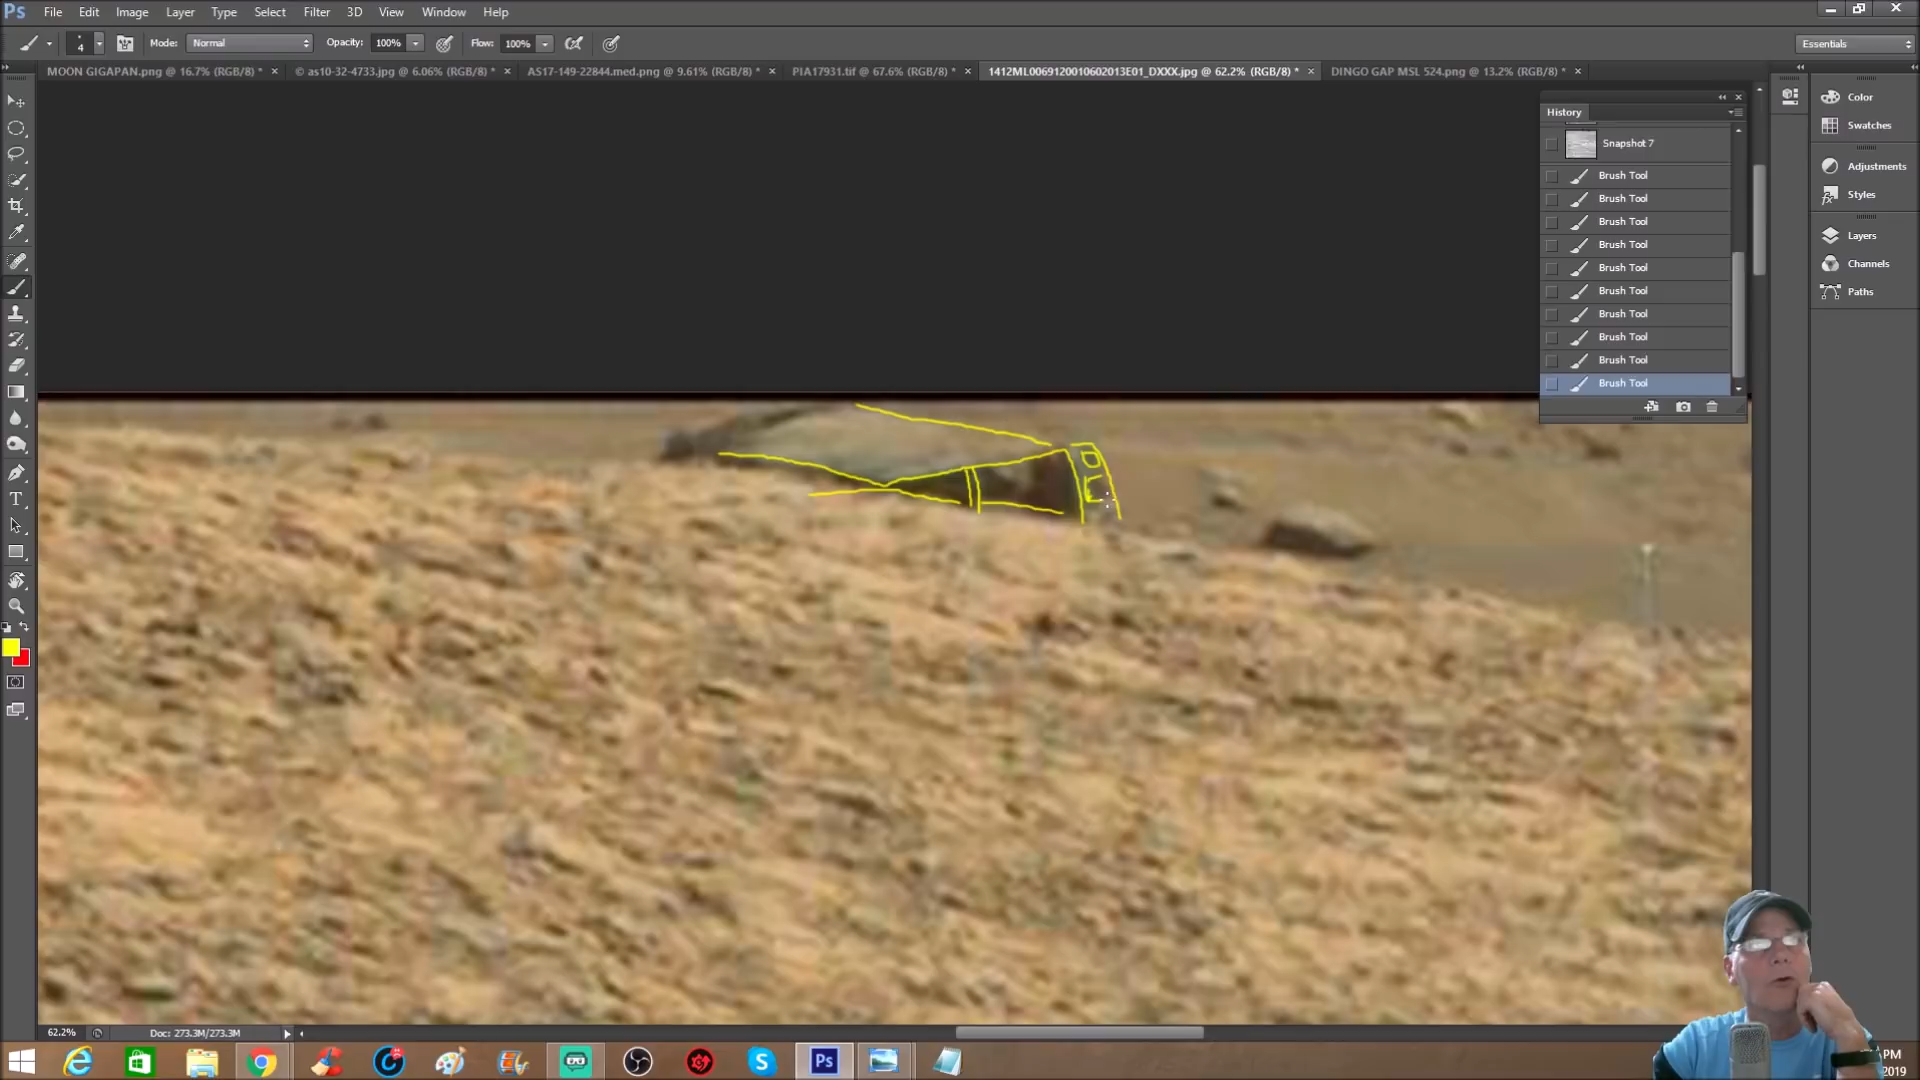 Ps File Edit Image Layer Type Select Filter 3D View Window Help
4 Mode: Normal Opacity: 100% Flow: 100% Essentials
MOON GIGAPAN.png @ 16.7% (RGB/8) * × © as10-32-4733.jpg @ 6.06% (RGB/8) * × AS17-149-22844.med.png @ 9.61% (RGB/8) * × PIA17931.tif @ 67.6% (RGB/8) * × 1412ML0069120010602013E01_DXXX.jpg @ 62.2% (RGB/8) * × DINGO GAP MSL 524.png @ 13.2% (RGB/8) * ×
History
Snapshot 7
Brush Tool
Brush Tool
Brush Tool
Brush Tool
Brush Tool
Brush Tool
Brush Tool
Brush Tool
Brush Tool
Brush Tool
Color
Swatches
Adjustments
Styles
Layers
Channels
Paths
62.2% Doc: 273.3M/273.3M
PM
2019